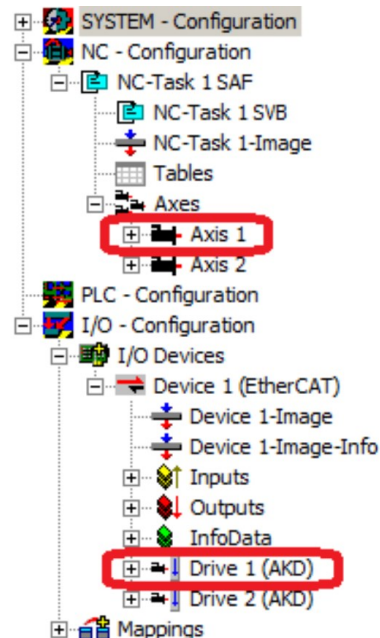 SYSTEM - Configuration
NC - Configuration
NC-Task 1 SAF
NC-Task 1 SVB
NC-Task 1-Image
Tables
Axes
Axis 1
Axis 2
PLC - Configuration
I/O - Configuration
I/O Devices
Device 1 (EtherCAT)
Device 1-Image
Device 1-Image-Info
Inputs
Outputs
InfoData
Drive 1 (AKD)
Drive 2 (AKD)
Mappings